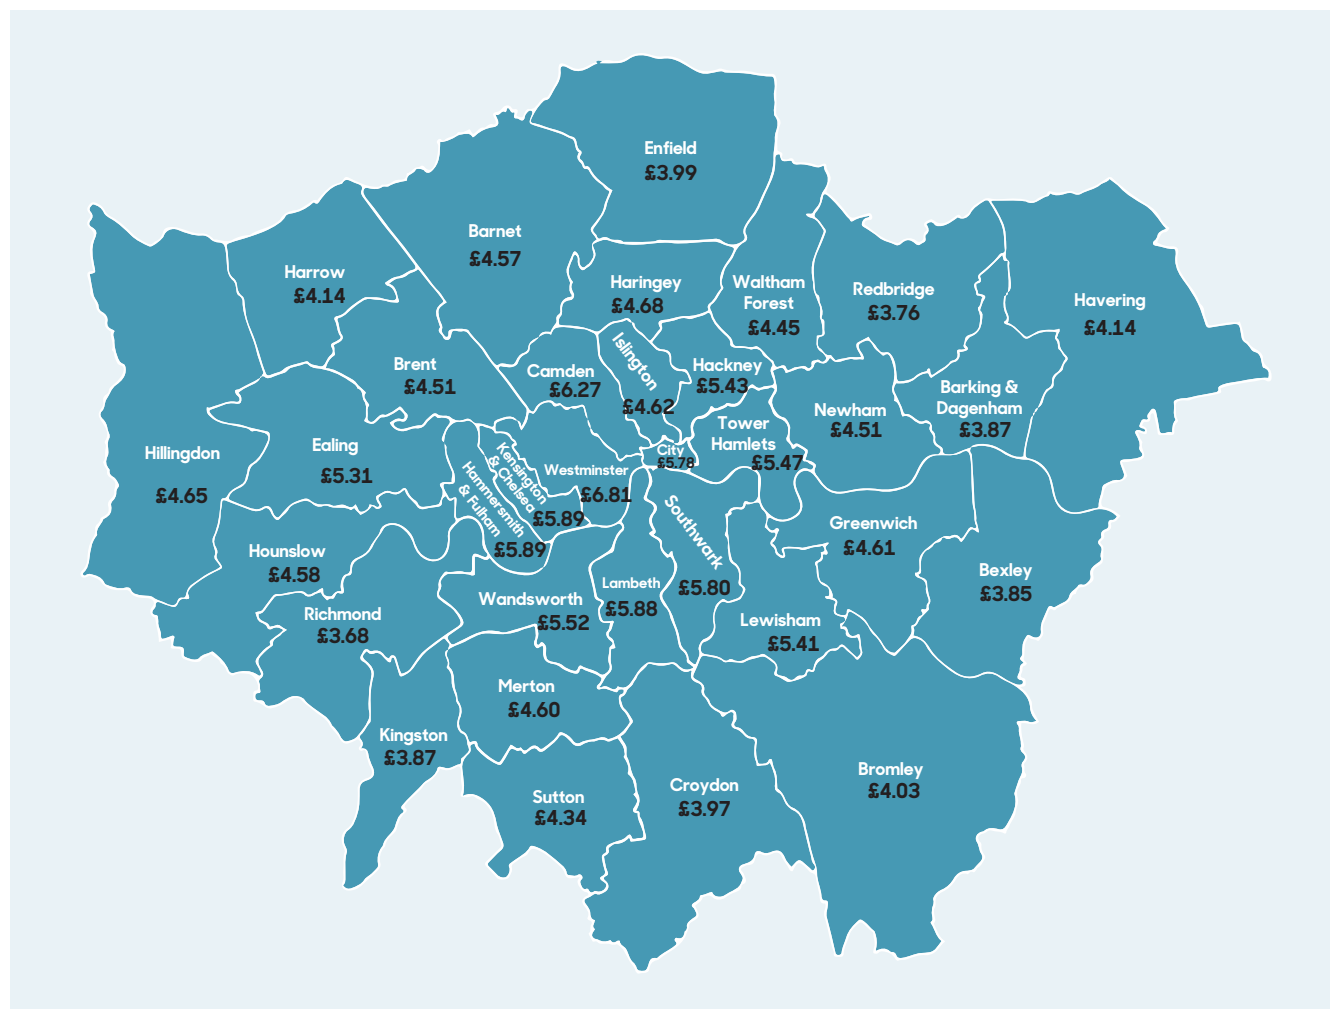 Enfield
£3.99
Barnet
£4.57
Harrow
£4.14
Haringey
£4.68
Waltham
Forest
£4.45
Redbridge
£3.76
Havering
£4.14
Brent
£4.51
Camden
£6.27
Islington
£4.62
Hackney
£5.43
Newham
£4.51
Barking &
Dagenham
£3.87
Hillingdon
£4.65
Ealing
£5.31
Tower
Hamlets
£5.47
City
£5.78
Westminster
£6.81
Kensington
& Chelsea
£5.89
Hammersmith
& Fulham
£5.89
Hounslow
£4.58
Southwark
£5.80
Greenwich
£4.61
Bexley
£3.85
Richmond
£3.68
Wandsworth
£5.52
Lambeth
£5.88
Lewisham
£5.41
Merton
£4.60
Kingston
£3.87
Sutton
£4.34
Croydon
£3.97
Bromley
£4.03